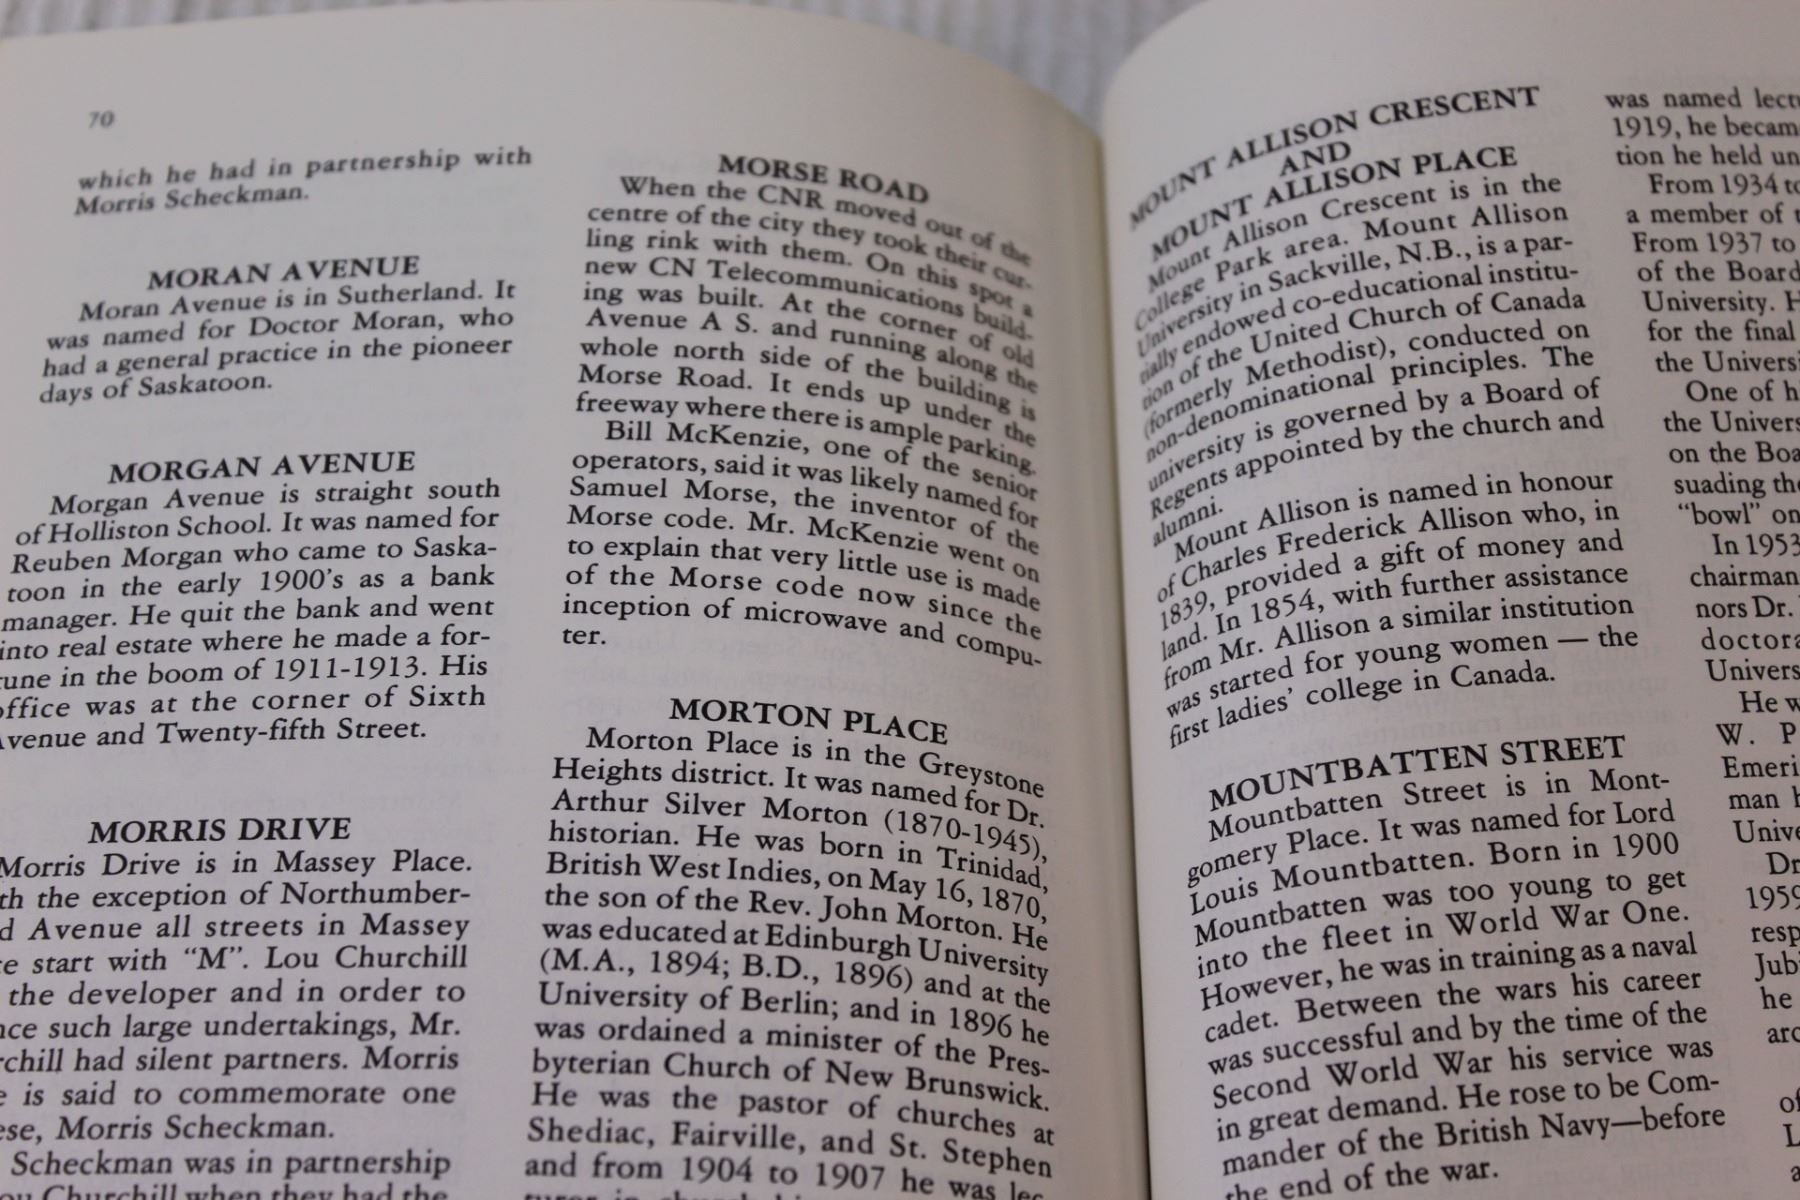 70
which he had in partnership with
Morris Scheckman.
MORAN AVENUE
Moran Avenue is in Sutherland. It
was named for Doctor Moran, who
had a general practice in the pioneer
days of Saskatoon.
MORGAN AVENUE
Morgan Avenue is straight south
of Holliston School. It was named for
Reuben Morgan who came to Saska-
toon in the early 1900's as a bank
manager. He quit the bank and went
into real estate where he made a for-
tune in the boom of 1911-1913. His
office was at the corner of Sixth
Avenue and Twenty-fifth Street.
MORRIS DRIVE
Morris Drive is in Massey Place.
the exception of Northumber-
Avenue all streets in Massey
start with "M". Lou Churchill
the developer and in order to
such large undertakings, Mr.
had silent partners. Morris
is said to commemorate one
Morris Scheckman.
Scheckman was in partnership
Churchill when they had the
MORSE ROAD
When the CNR moved out of the
centre of the city they took their cur-
ling rink with them. On this spot a
new CN Telecommunications build-
ing was built. At the corner of old
Avenue A S. and running along the
whole north side of the building is
Morse Road. It ends up under the
freeway where there is ample parking.
Bill McKenzie, one of the senior
operators, said it was likely named for
Samuel Morse, the inventor of the
Morse code. Mr. McKenzie went on
to explain that very little use is made
of the Morse code now since the
inception of microwave and compu-
ter.
MORTON PLACE
Morton Place is in the Greystone
Heights district. It was named for Dr.
Arthur Silver Morton (1870-1945),
historian. He was born in Trinidad,
British West Indies, on May 16, 1870,
the son of the Rev. John Morton. He
was educated at Edinburgh University
(M.A., 1894; B.D., 1896) and at the
University of Berlin; and in 1896 he
was ordained a minister of the Pres-
byterian Church of New Brunswick.
He was the pastor of churches at
Shediac, Fairville, and St. Stephen
and from 1904 to 1907 he was lec-
MOUNT ALLISON CRESCENT
AND
MOUNT ALLISON PLACE
Mount Allison Crescent is in the
College Park area. Mount Allison
University in Sackville, N.B., is a par-
tially endowed co-educational institu-
tion of the United Church of Canada
(formerly Methodist), conducted on
non-denominational principles. The
university is governed by a Board of
Regents appointed by the church and
alumni.
Mount Allison is named in honour
of Charles Frederick Allison who, in
1839, provided a gift of money and
land. In 1854, with further assistance
from Mr. Allison a similar institution
was started for young women — the
first ladies' college in Canada.
MOUNTBATTEN STREET
Mountbatten Street is in Mont-
gomery Place. It was named for Lord
Louis Mountbatten. Born in 1900
Mountbatten was too young to get
into the fleet in World War One.
However, he was in training as a naval
cadet. Between the wars his career
was successful and by the time of the
Second World War his service was
in great demand. He rose to be Com-
mander of the British Navy—before
the end of the war.
was named
1919, he
tion he held
From 1934
a member of
From 1937 to
of the Board
University.
for the final
the
One of
the
on the
"bowl" on
In 1953
chairman
nors Dr.
He
W. P
man
Dr
1959
he